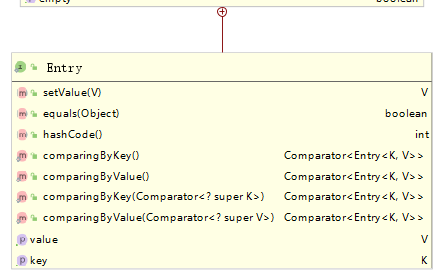 empty boolean
Entry
setValue(V) V
equals(Object) boolean
hashCode() int
comparingByKey() Comparator<Entry<K, V>>
comparingByValue() Comparator<Entry<K, V>>
comparingByKey(Comparator<? super K>) Comparator<Entry<K, V>>
comparingByValue(Comparator<? super V>) Comparator<Entry<K, V>>
value V
key K